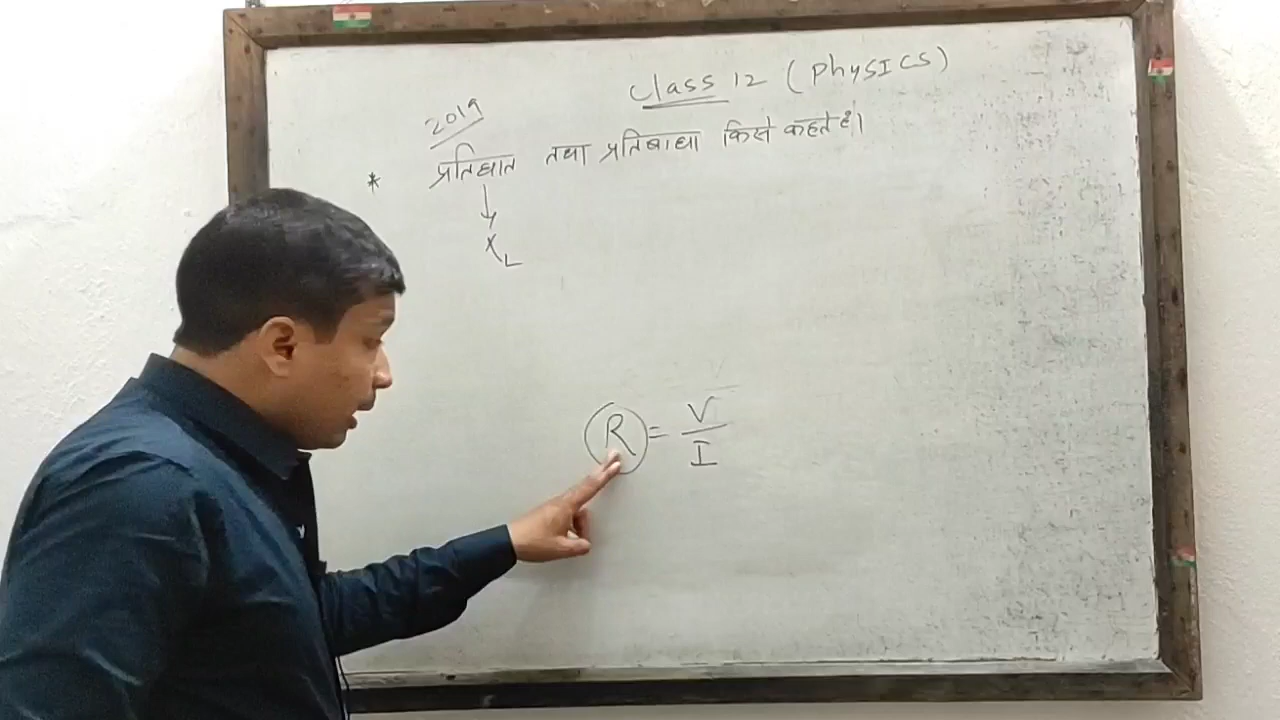 Class 12 (PhysICS)
2019
* प्रतिघात तथा प्रतिबाधा किसे कहते है।
↓
X_L
R = V/I